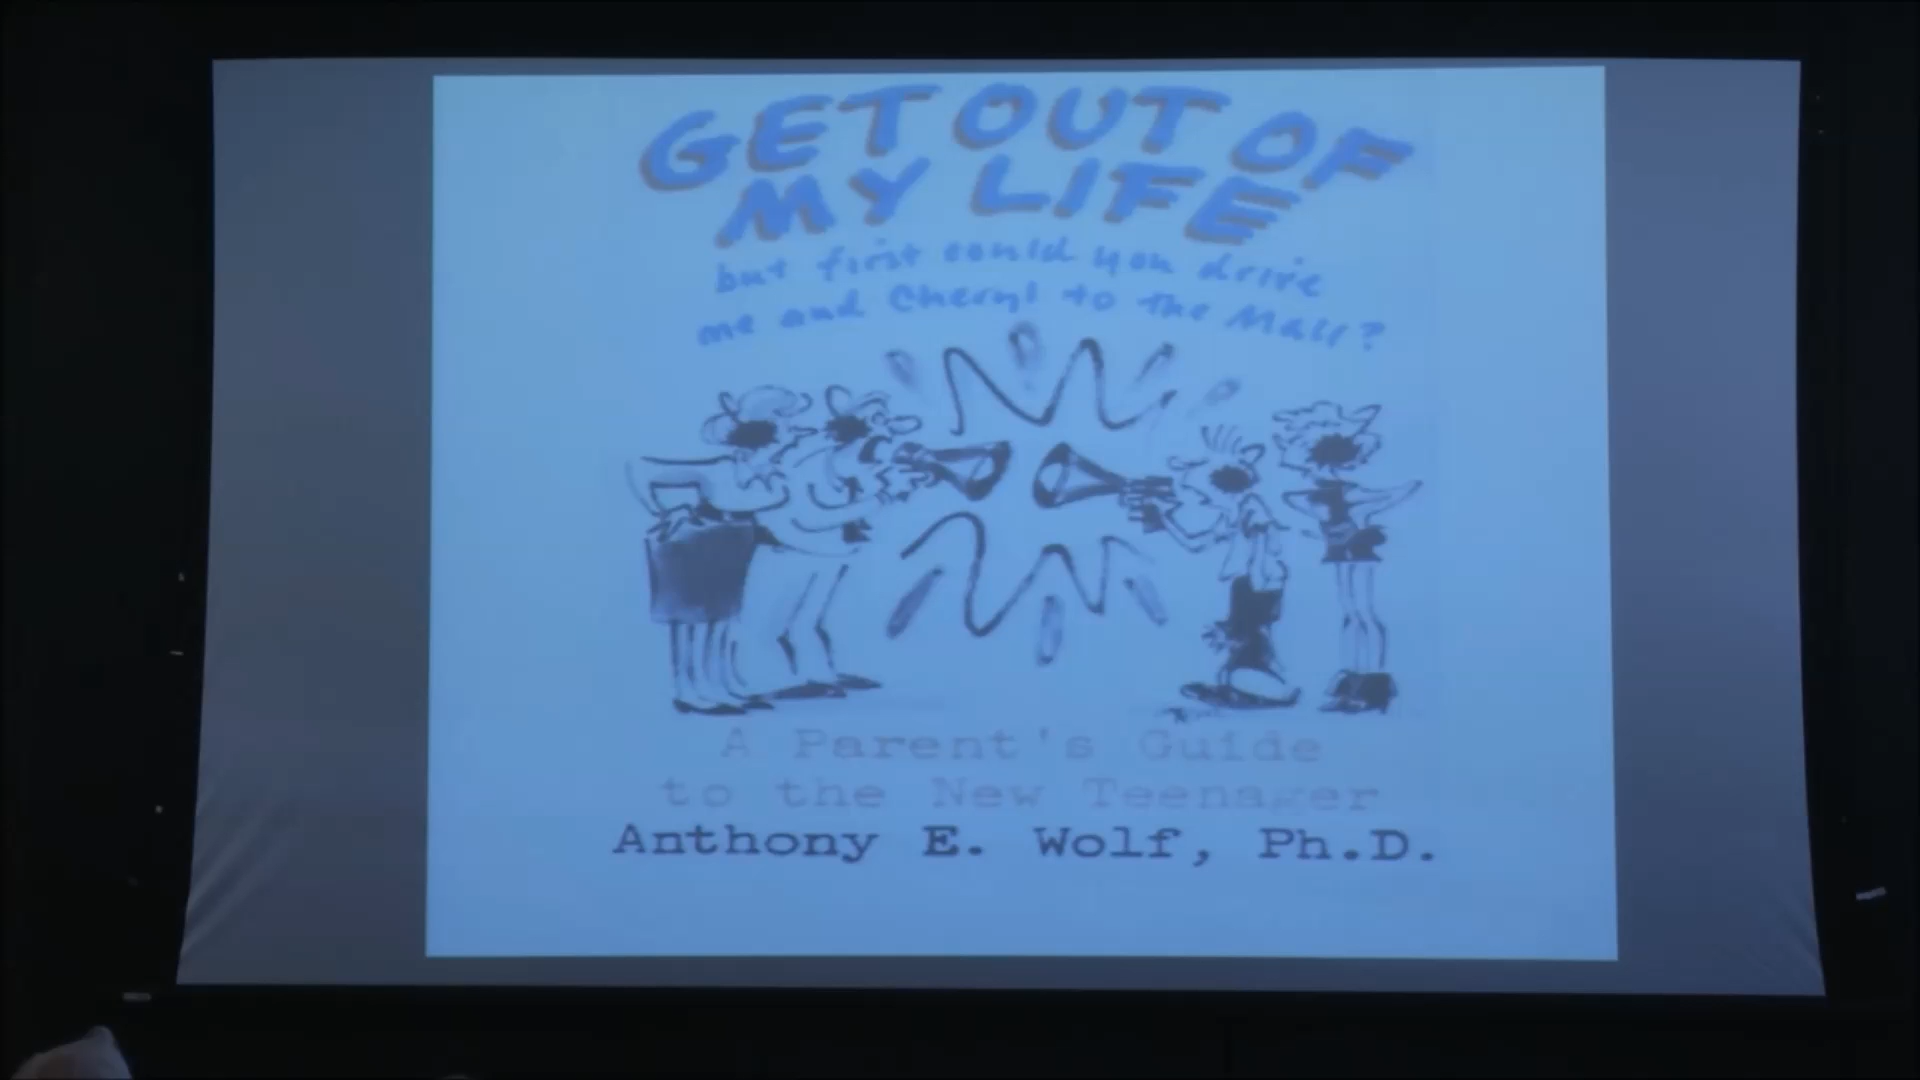 GET OUT OF
MY LIFE
but first could you drive
me and Cheryl to the Mall?
A Parent's Guide
to the New Teenager
Anthony E. Wolf, Ph.D.